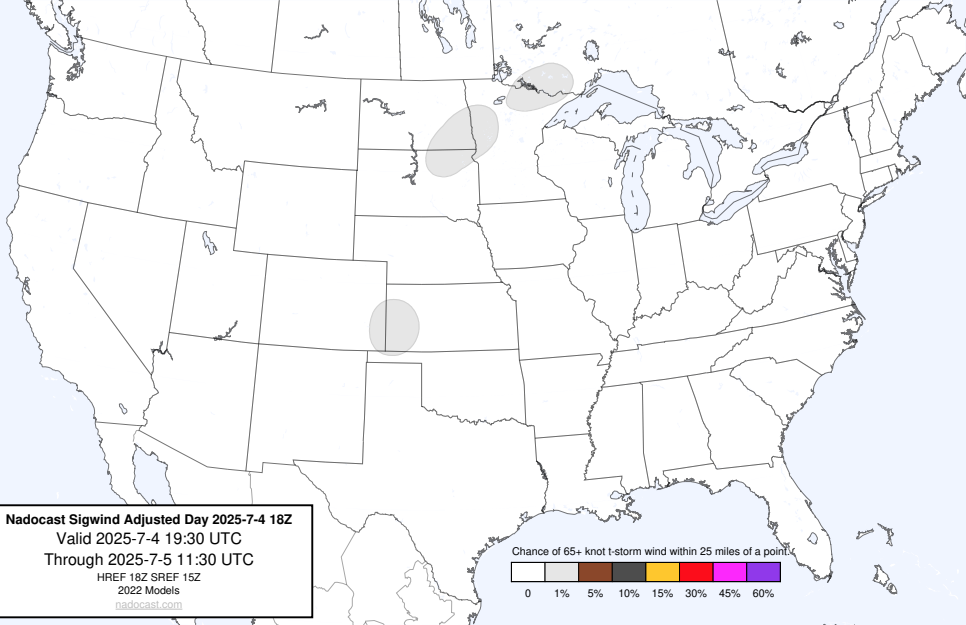 Nadocast Sigwind Adjusted Day 2025-7-4 18Z
Valid 2025-7-4 19:30 UTC
Through 2025-7-5 11:30 UTC
HREF 18Z SREF 15Z
2022 Models
nadocast.com
Chance of 65+ knot t-storm wind within 25 miles of a point.
0 1% 5% 10% 15% 30% 45% 60%